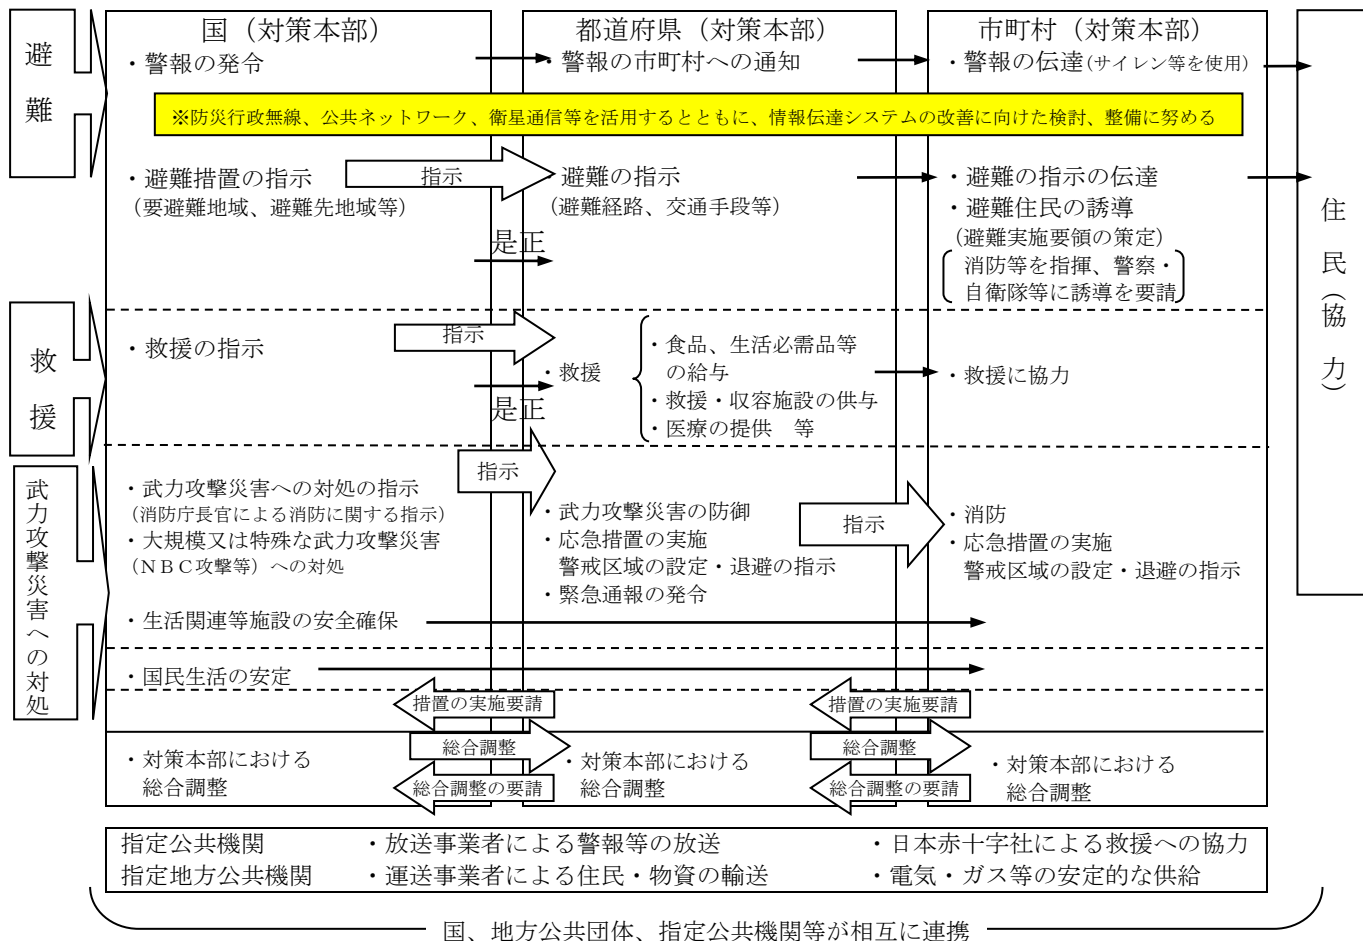 避難
国（対策本部）
都道府県（対策本部）
市町村（対策本部）
・警報の発令
・警報の市町村への通知
・警報の伝達（サイレン等を使用）
※防災行政無線、公共ネットワーク、衛星通信等を活用するとともに、情報伝達システムの改善に向けた検討、整備に努める
・避難措置の指示
（要避難地域、避難先地域等）
指示
避難の指示
（避難経路、交通手段等）
是正
・避難の指示の伝達
・避難住民の誘導
（避難実施要領の策定）
消防等を指揮、警察・
自衛隊等に誘導を要請
住民（協力）
救援
・救援の指示
指示
是正
・救援
・食品、生活必需品等
の給与
・救援・収容施設の供与
・医療の提供　等
・救援に協力
武力攻撃災害への対処
・武力攻撃災害への対処の指示
（消防庁長官による消防に関する指示）
・大規模又は特殊な武力攻撃災害
（ＮＢＣ攻撃等）への対処
指示
・武力攻撃災害の防御
・応急措置の実施
警戒区域の設定・退避の指示
・緊急通報の発令
指示
・消防
・応急措置の実施
警戒区域の設定・退避の指示
・生活関連等施設の安全確保
・国民生活の安定
措置の実施要請
措置の実施要請
・対策本部における
総合調整
総合調整
総合調整の要請
・対策本部における
総合調整
総合調整
総合調整の要請
・対策本部における
総合調整
指定公共機関
・放送事業者による警報等の放送
・日本赤十字社による救援への協力
指定地方公共機関
・運送事業者による住民・物資の輸送
・電気・ガス等の安定的な供給
国、地方公共団体、指定公共機関等が相互に連携